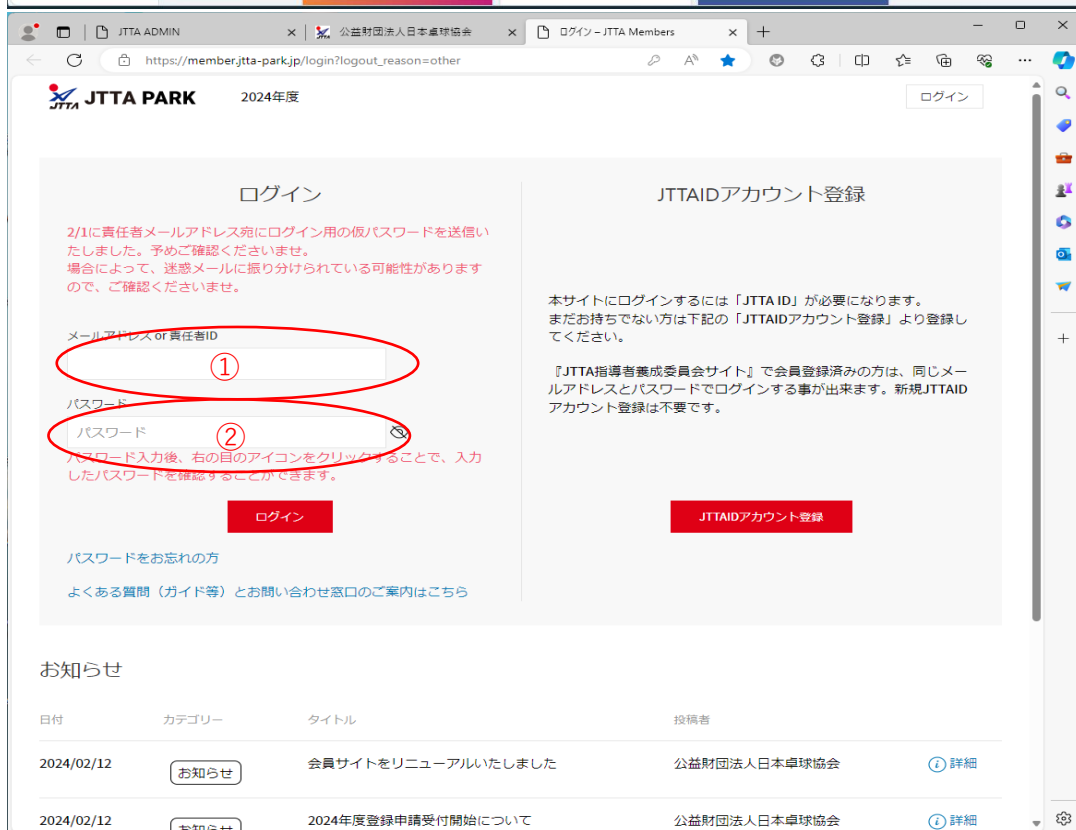 JTTA ADMIN
公益財団法人日本卓球協会
ログイン – JTTA Members
https://member.jtta-park.jp/login?logout_reason=other
JTTA JTTA PARK
2024年度
ログイン
ログイン
2/1に責任者メールアドレス宛にログイン用の仮パスワードを送信い
たしました。予めご確認くださいませ。
場合によって、迷惑メールに振り分けられている可能性があります
ので、ご確認くださいませ。
メールアドレス or 責任者ID
①
パスワード
パスワード
②
パスワード入力後、右の目のアイコンをクリックすることで、入力
したパスワードを確認することができます。
ログイン
パスワードをお忘れの方
よくある質問（ガイド等）とお問い合わせ窓口のご案内はこちら
JTTAIDアカウント登録
本サイトにログインするには「JTTA ID」が必要になります。
まだお持ちでない方は下記の「JTTAIDアカウント登録」より登録し
てください。
『JTTA指導者養成委員会サイト』で会員登録済みの方は、同じメー
ルアドレスとパスワードでログインする事が出来ます。新規JTTAID
アカウント登録は不要です。
JTTAIDアカウント登録
お知らせ
日付 カテゴリー タイトル 投稿者
2024/02/12 お知らせ 会員サイトをリニューアルいたしました 公益財団法人日本卓球協会 詳細
2024/02/12 お知らせ 2024年度登録申請受付開始について 公益財団法人日本卓球協会 詳細